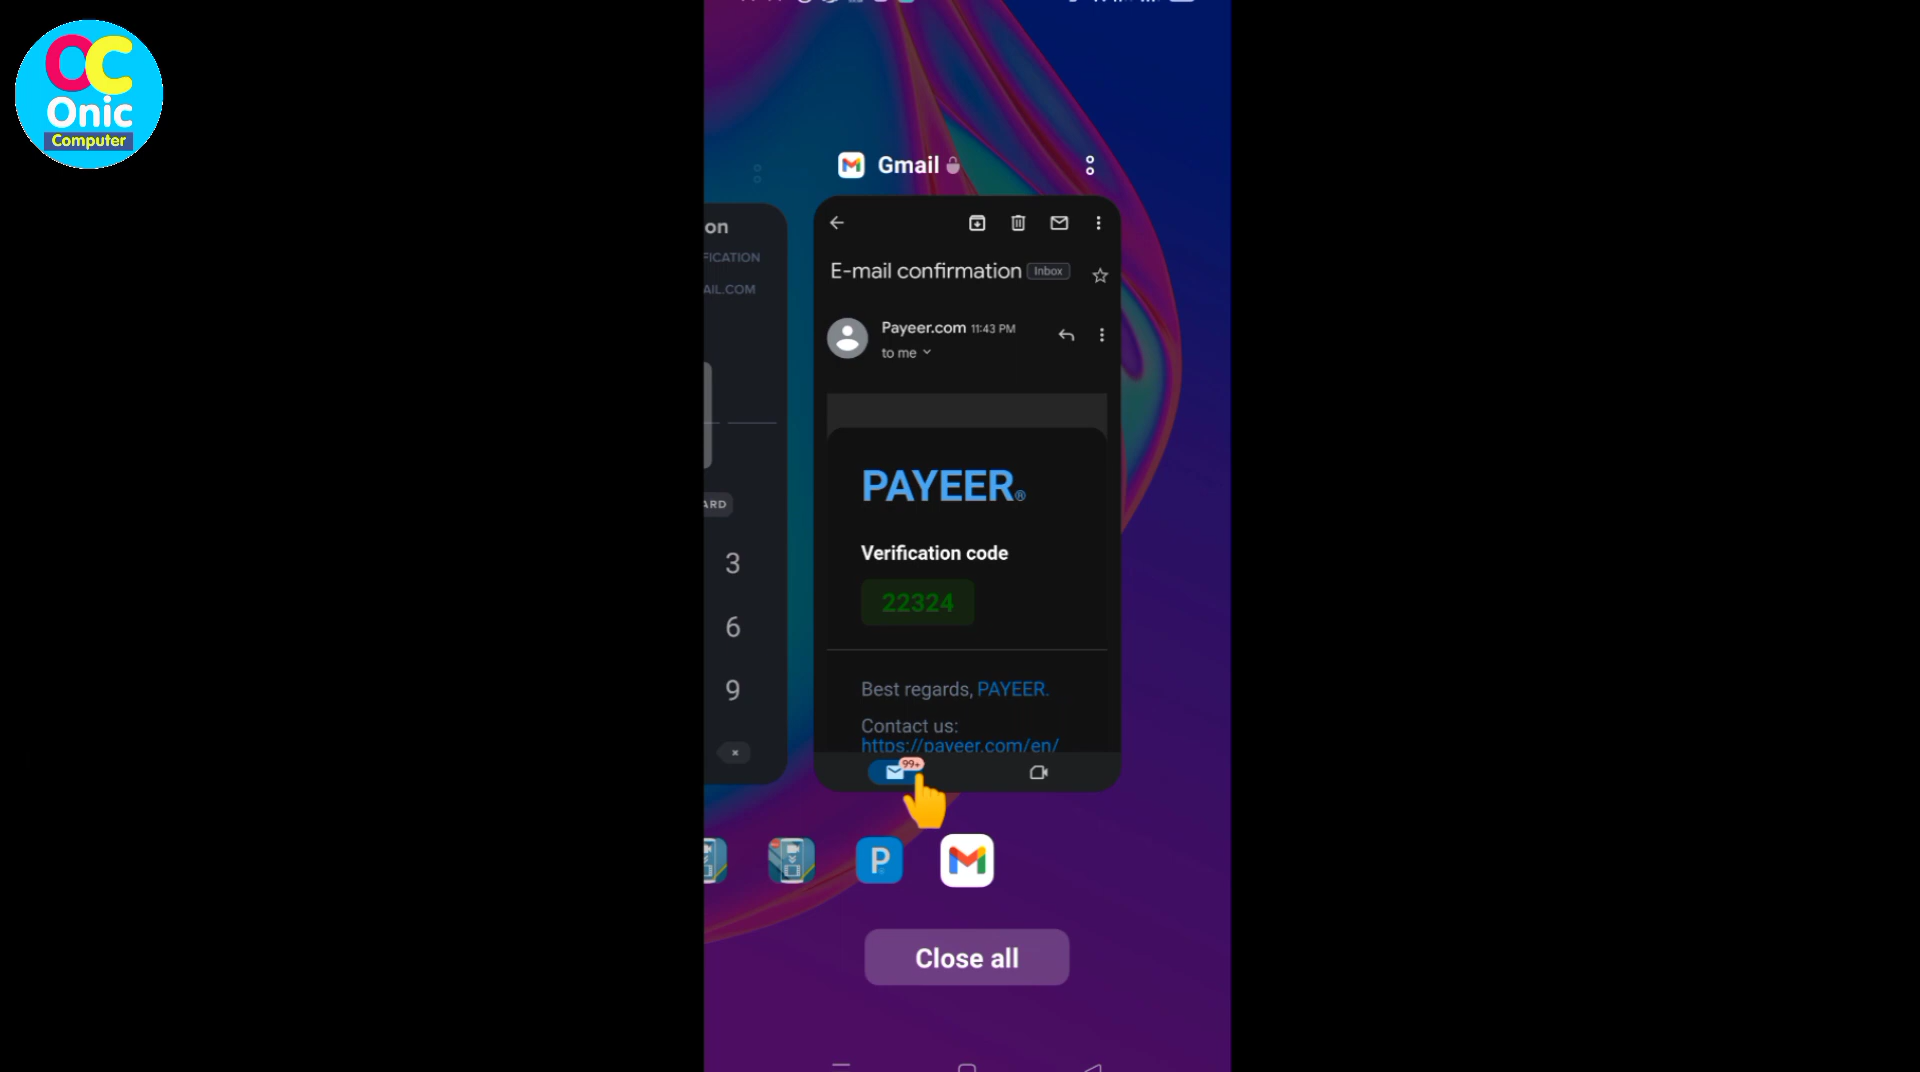 OC
Onic
Computer
Gmail
on
FICATION
AIL.COM
ARD
3
6
9
E-mail confirmation Inbox
Payeer.com 11:43 PM
to me
PAYEER®
Verification code
22324
Best regards, PAYEER.
Contact us:
https://payeer.com/en/
99+
P
Close all